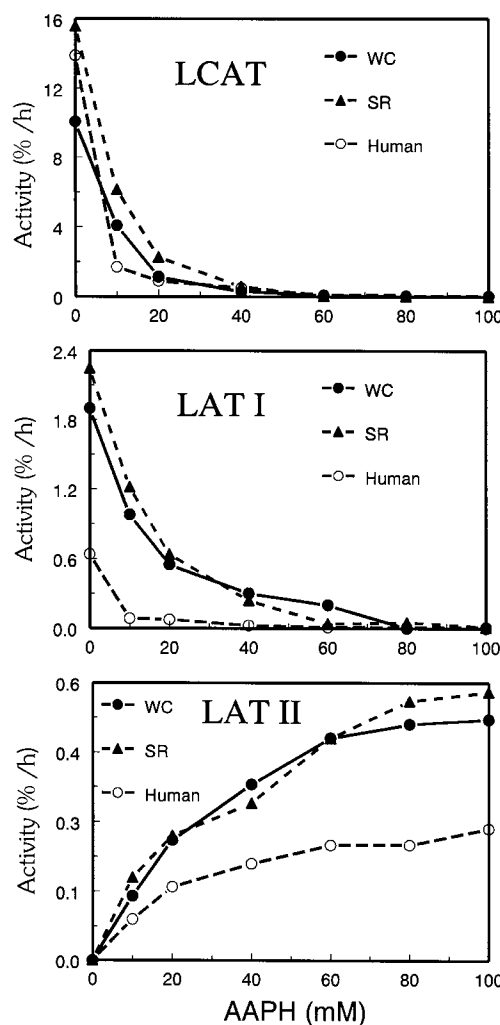 16
LCAT
WC
12
SR
8
Human
4
0
Activity (% /h)
0 20 40 60 80 100
2.4
WC
LAT I
1.8
SR
1.2
Human
0.6
0.0
Activity (% /h)
0 20 40 60 80 100
0.6
WC
LAT II
0.4
SR
0.3
Human
0.1
0.0
Activity (% /h)
0 20 40 60 80 100
AAPH (mM)